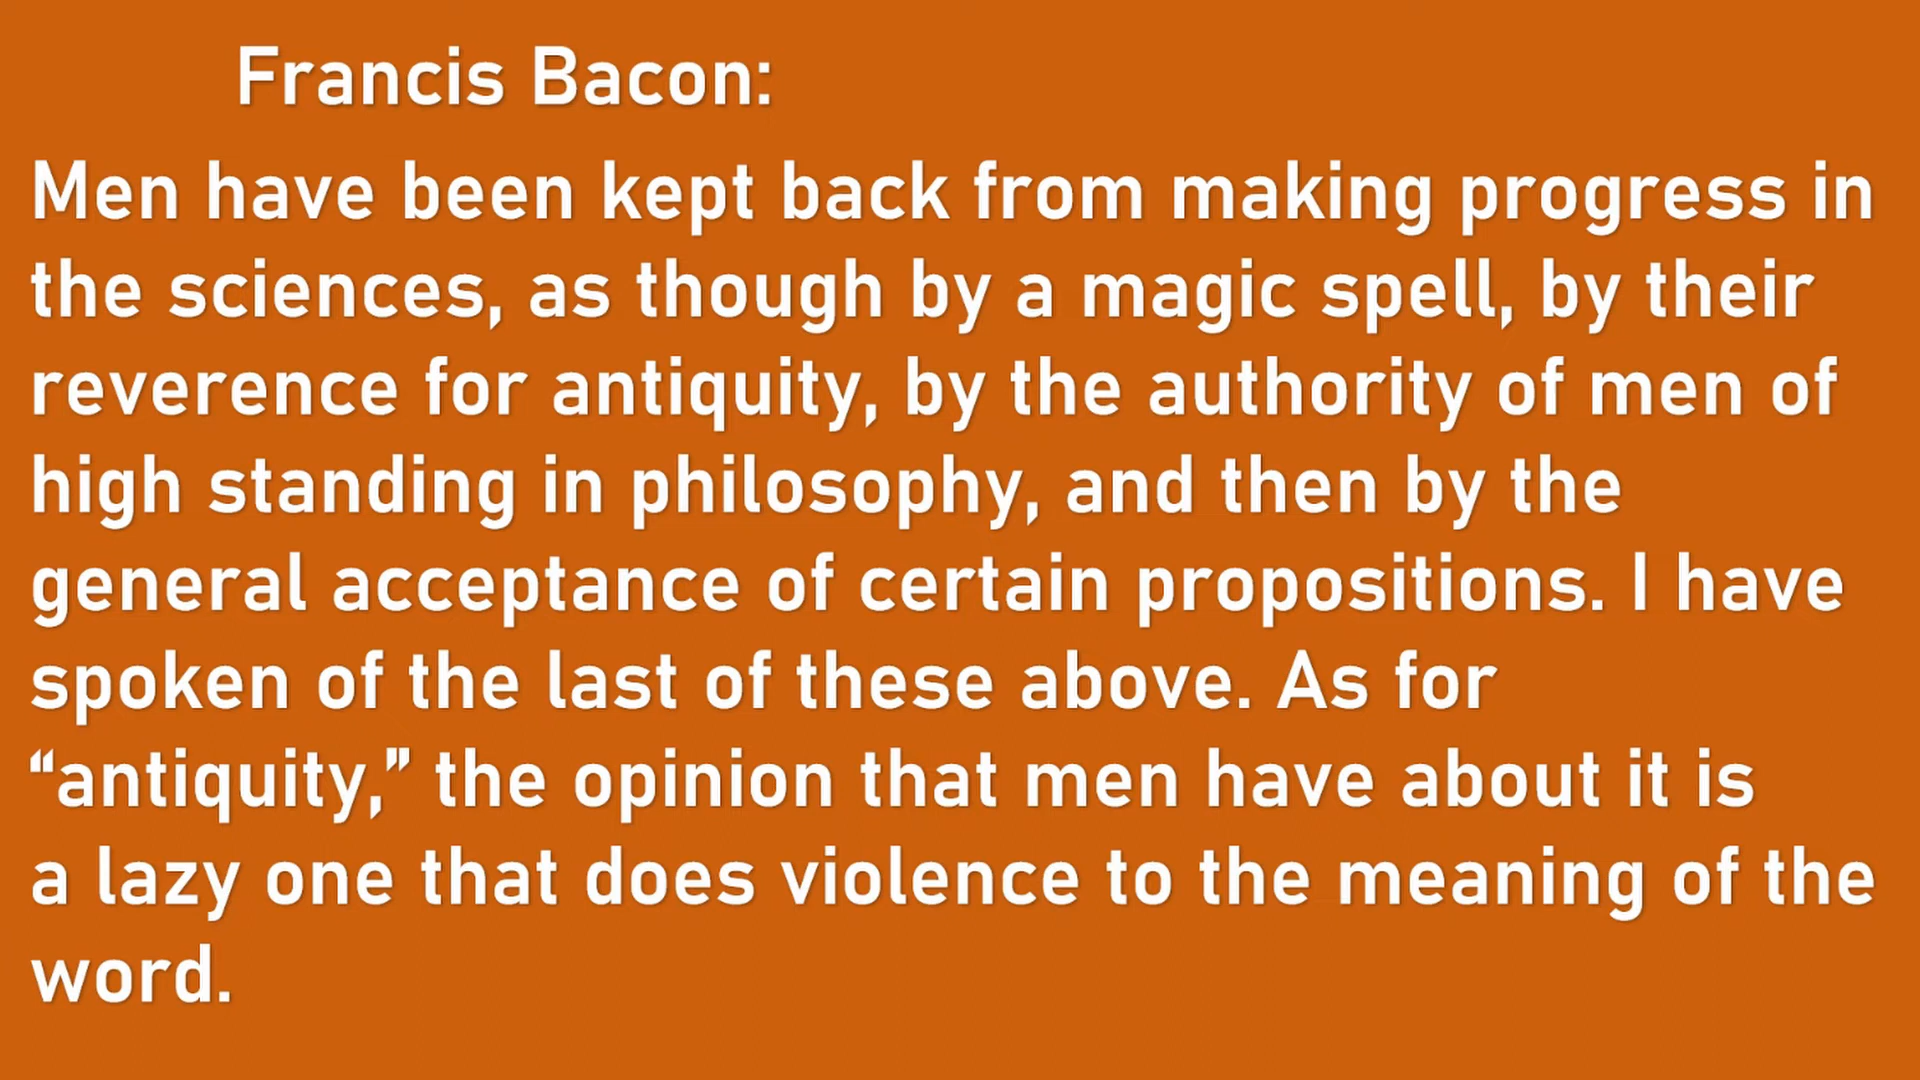 Francis Bacon:
Men have been kept back from making progress in
the sciences, as though by a magic spell, by their
reverence for antiquity, by the authority of men of
high standing in philosophy, and then by the
general acceptance of certain propositions. I have
spoken of the last of these above. As for
“antiquity,” the opinion that men have about it is
a lazy one that does violence to the meaning of the
word.